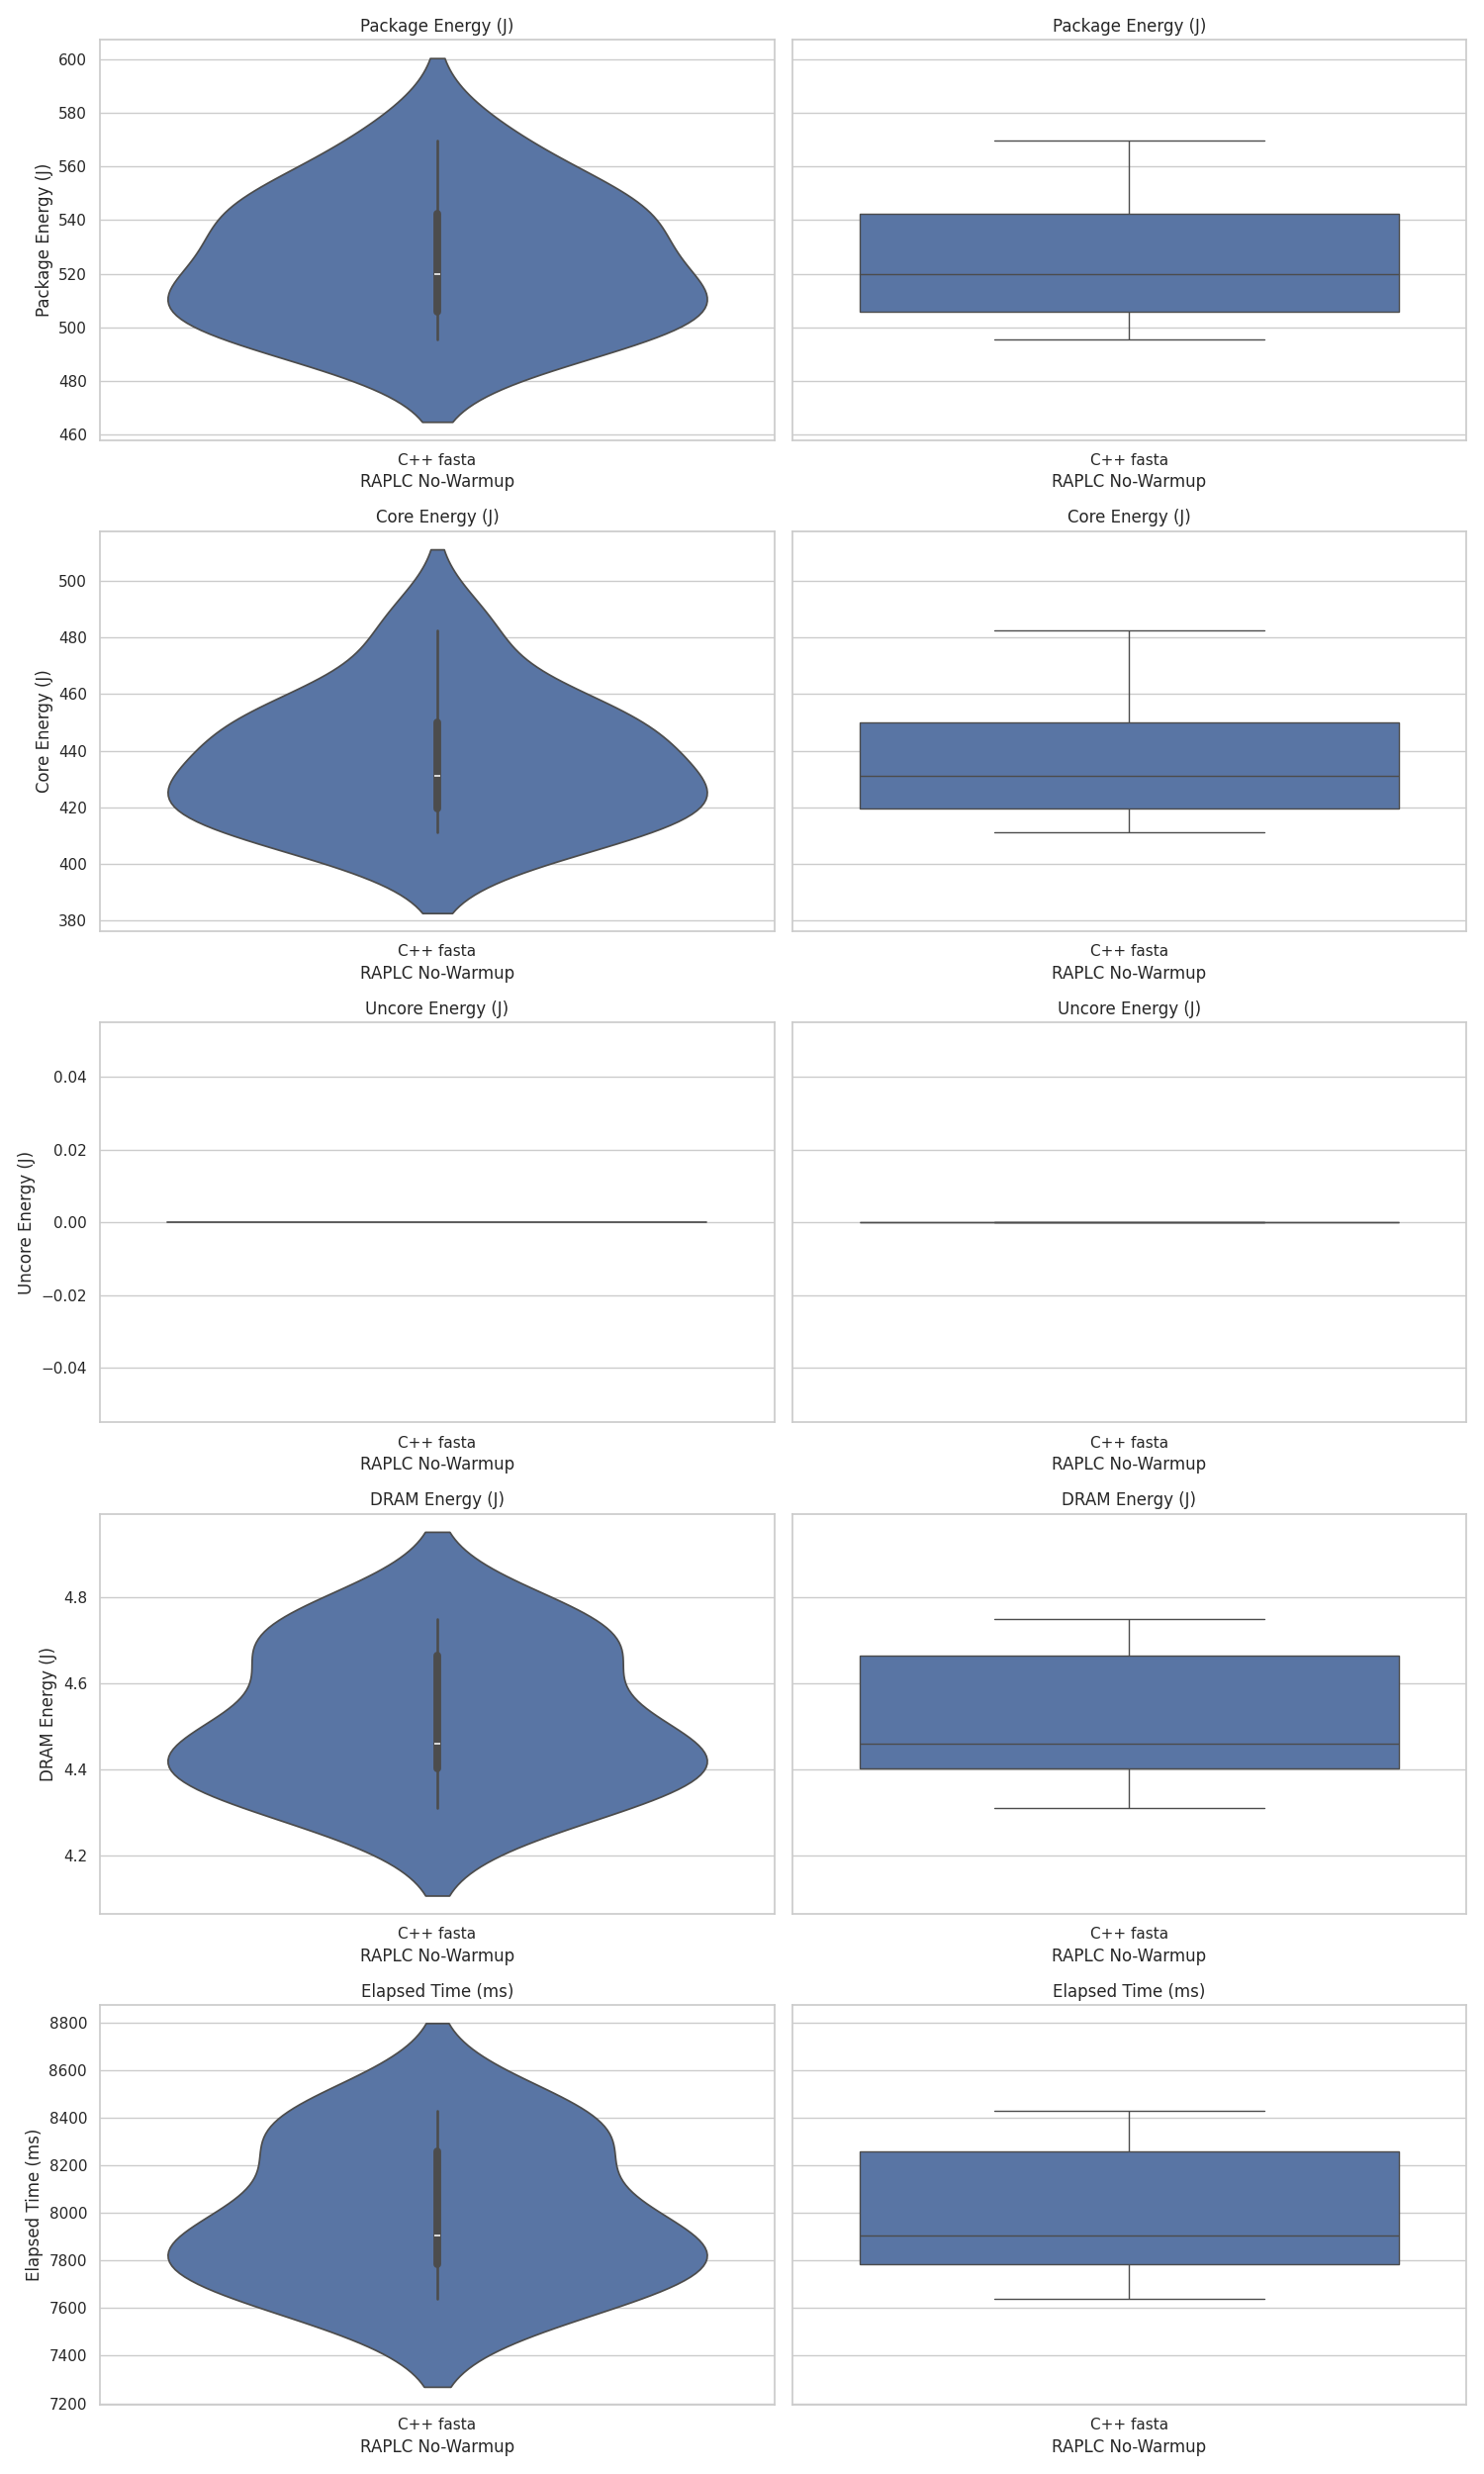 Package Energy (J)
Package Energy (J)
Package Energy (J)
600
580
560
540
520
500
480
460
C++ fasta
RAPLC No-Warmup
C++ fasta
RAPLC No-Warmup
Core Energy (J)
Core Energy (J)
Core Energy (J)
500
480
460
440
420
400
380
C++ fasta
RAPLC No-Warmup
C++ fasta
RAPLC No-Warmup
Uncore Energy (J)
Uncore Energy (J)
Uncore Energy (J)
0.04
0.02
0.00
−0.02
−0.04
C++ fasta
RAPLC No-Warmup
C++ fasta
RAPLC No-Warmup
DRAM Energy (J)
DRAM Energy (J)
DRAM Energy (J)
4.8
4.6
4.4
4.2
C++ fasta
RAPLC No-Warmup
C++ fasta
RAPLC No-Warmup
Elapsed Time (ms)
Elapsed Time (ms)
Elapsed Time (ms)
8800
8600
8400
8200
8000
7800
7600
7400
7200
C++ fasta
RAPLC No-Warmup
C++ fasta
RAPLC No-Warmup